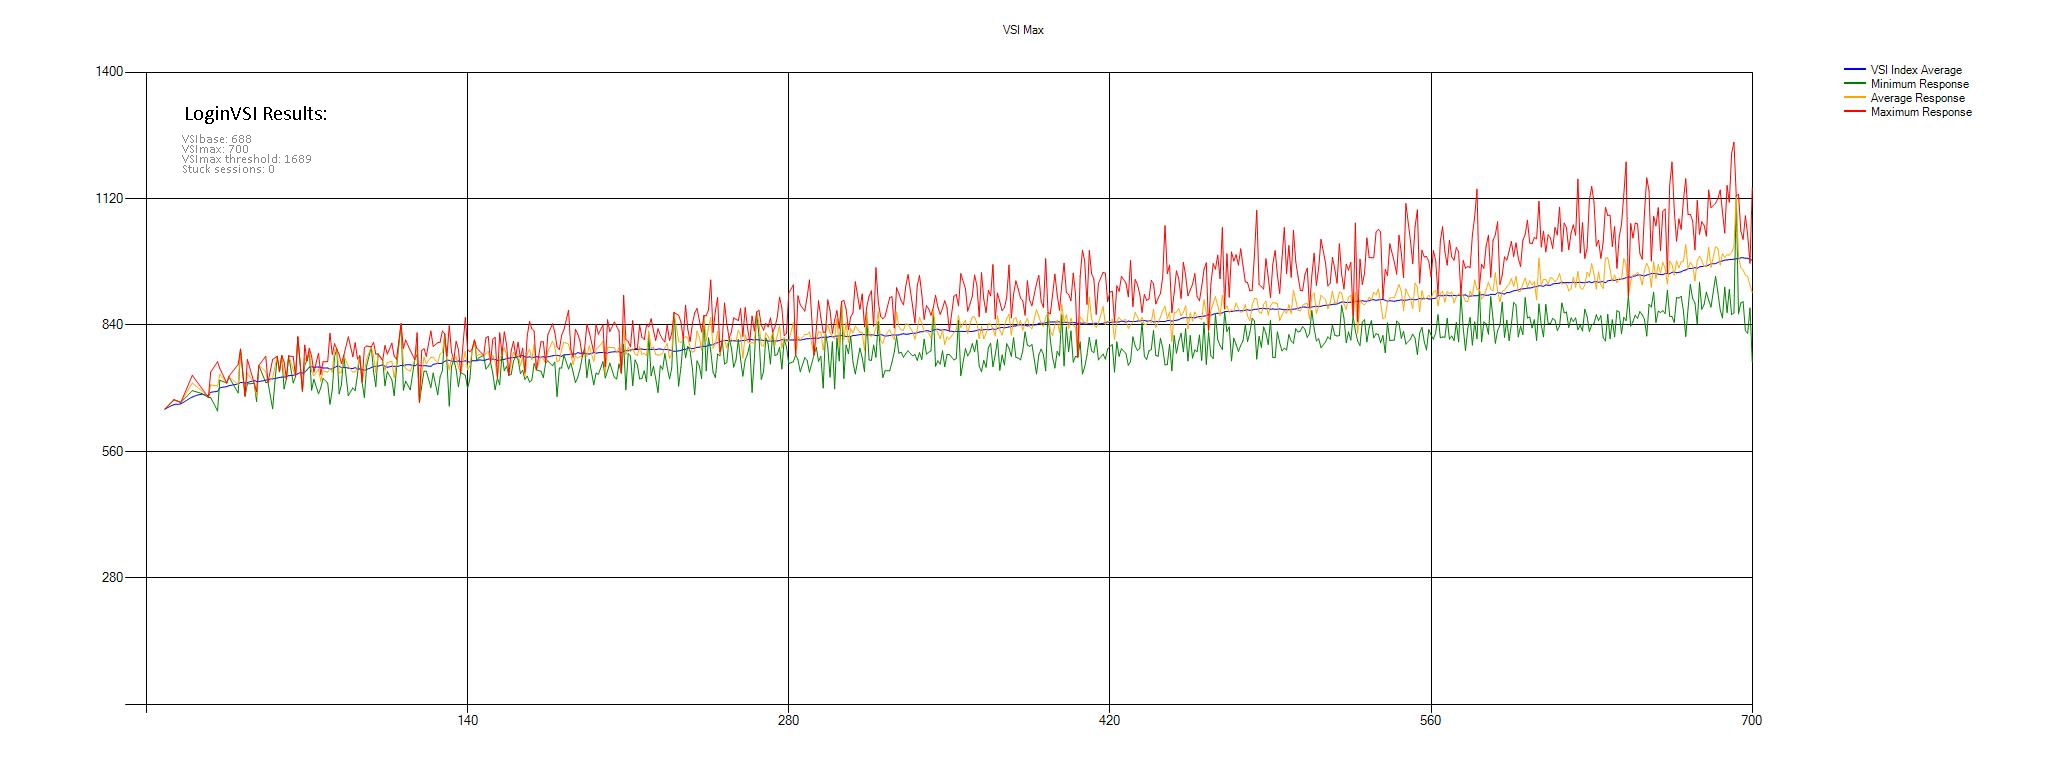 VSI Max
1400
1120
840
560
280
LoginVSI Results:
VSIbase: 688
VSImax: 700
VSImax threshold: 1689
Stuck sessions: 0
VSI Index Average
Minimum Response
Average Response
Maximum Response
140
280
420
560
700